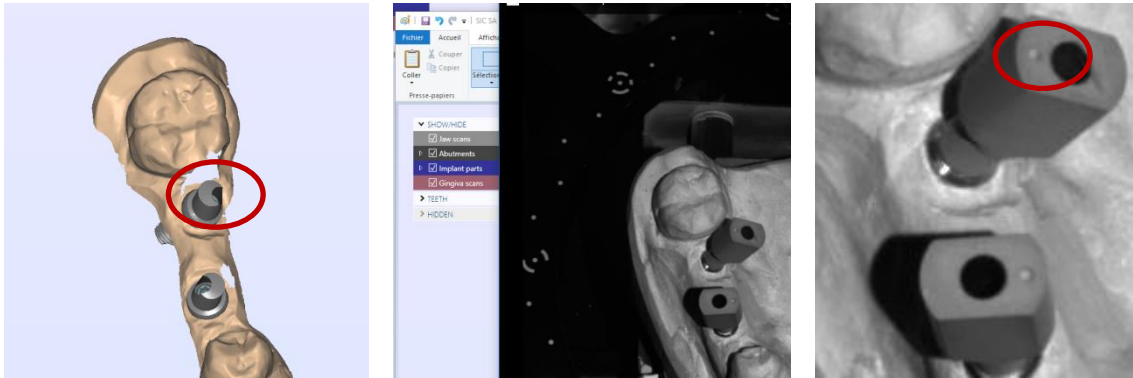 SIC SA
Fichier Accueil Afficha
Coller
Couper
Copier
Sélection
Presse-papiers
SHOW/HIDE
Jaw scans
Abutments
Implant parts
Gingiva scans
TEETH
HIDDEN